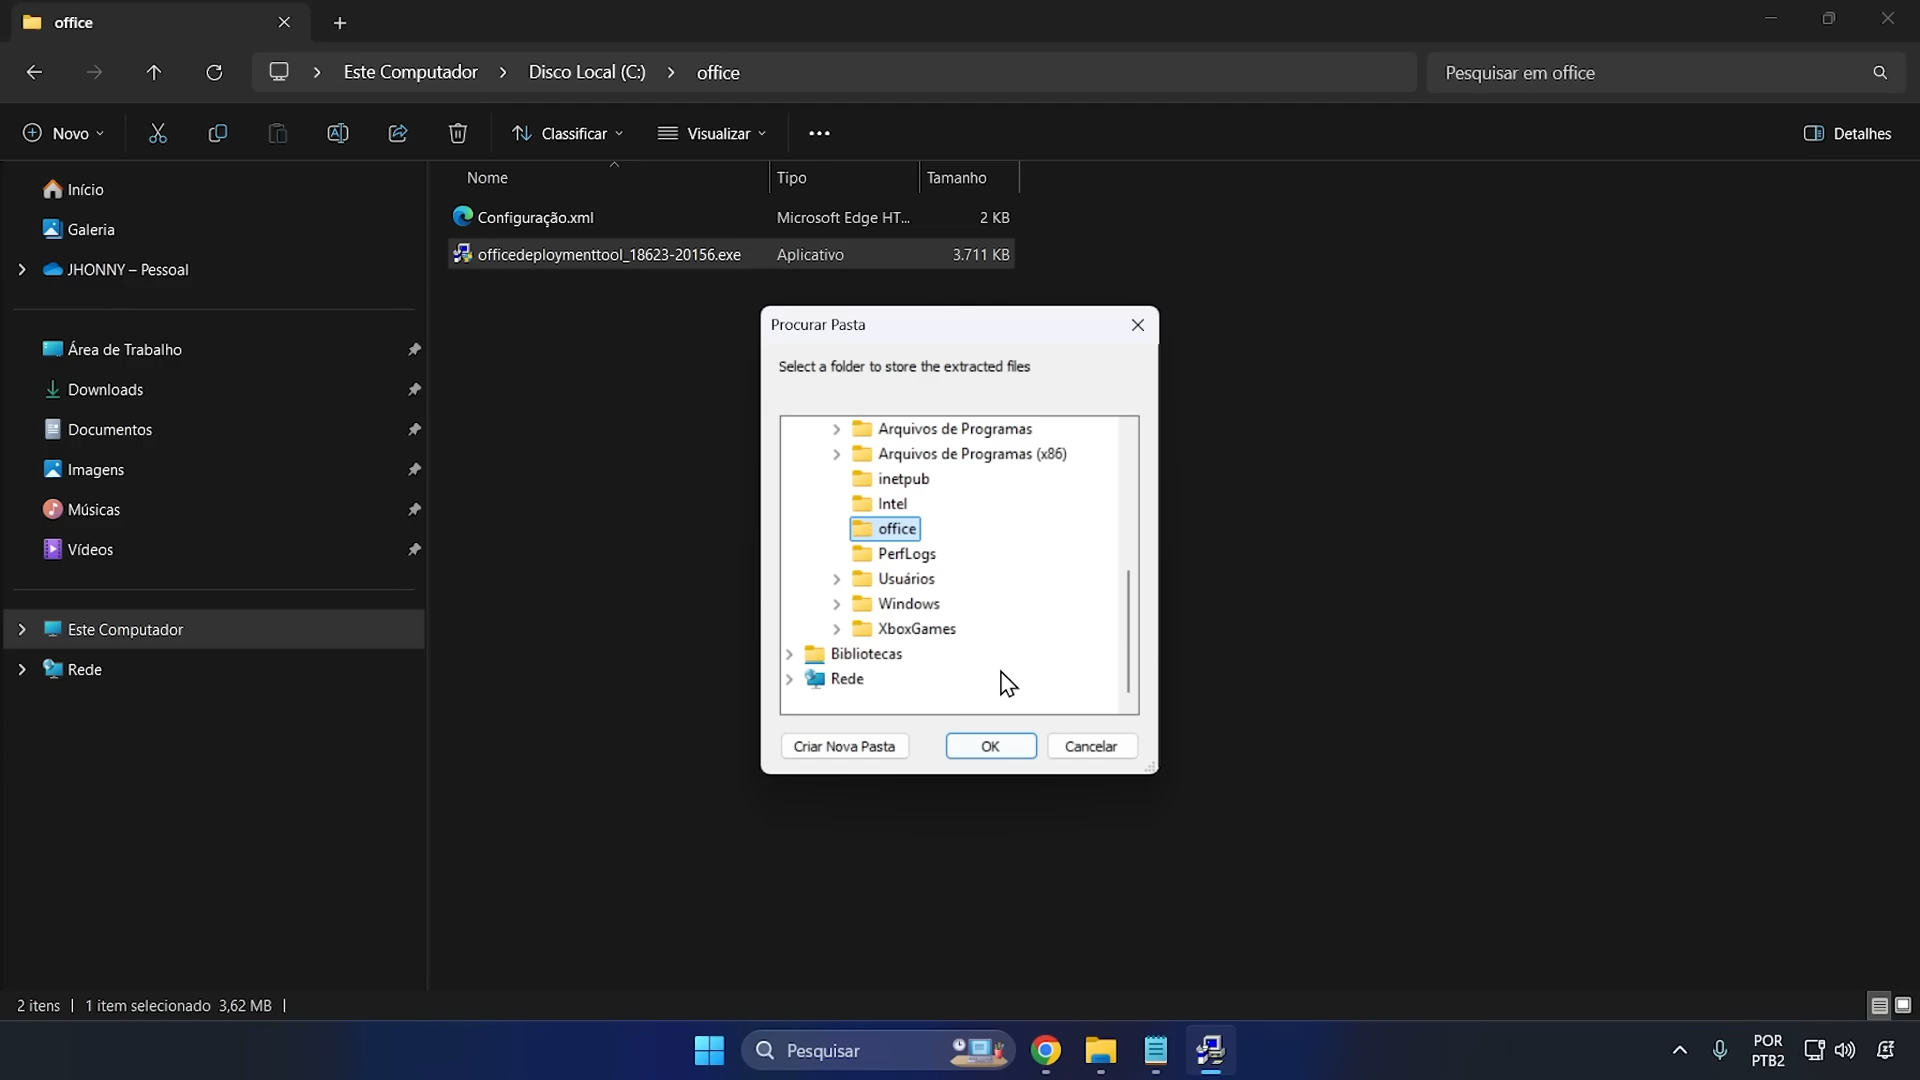 office
Este Computador > Disco Local (C:) > office
Pesquisar em office
Novo
Classificar
Visualizar
Detalhes
Início
Galeria
JHONNY – Pessoal
Área de Trabalho
Downloads
Documentos
Imagens
Músicas
Vídeos
Este Computador
Rede
Nome Tipo Tamanho
Configuração.xml Microsoft Edge HT... 2 KB
officedeploymenttool_18623-20156.exe Aplicativo 3.711 KB
Procurar Pasta
Select a folder to store the extracted files
Arquivos de Programas
Arquivos de Programas (x86)
inetpub
Intel
office
PerfLogs
Usuários
Windows
XboxGames
Bibliotecas
Rede
Criar Nova Pasta OK Cancelar
2 itens | 1 item selecionado 3,62 MB |
Pesquisar
POR
PTB2